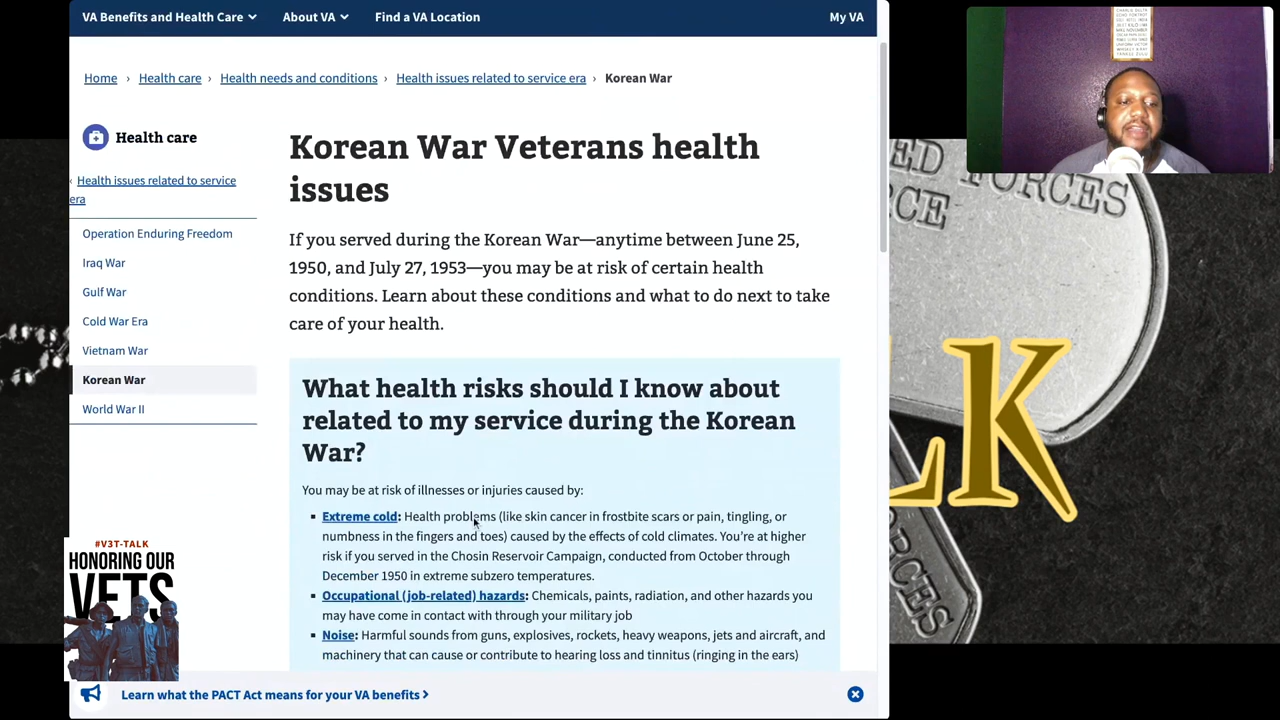 VA Benefits and Health Care About VA Find a VA Location My VA
Home › Health care › Health needs and conditions › Health issues related to service era › Korean War
Health care
‹ Health issues related to service
era
Operation Enduring Freedom
Iraq War
Gulf War
Cold War Era
Vietnam War
Korean War
World War II
Korean War Veterans health
issues
If you served during the Korean War—anytime between June 25,
1950, and July 27, 1953—you may be at risk of certain health
conditions. Learn about these conditions and what to do next to take
care of your health.
What health risks should I know about
related to my service during the Korean
War?
You may be at risk of illnesses or injuries caused by:
▪ Extreme cold: Health problems (like skin cancer in frostbite scars or pain, tingling, or
numbness in the fingers and toes) caused by the effects of cold climates. You're at higher
risk if you served in the Chosin Reservoir Campaign, conducted from October through
December 1950 in extreme subzero temperatures.
▪ Occupational (job-related) hazards: Chemicals, paints, radiation, and other hazards you
may have come in contact with through your military job
▪ Noise: Harmful sounds from guns, explosives, rockets, heavy weapons, jets and aircraft, and
machinery that can cause or contribute to hearing loss and tinnitus (ringing in the ears)
Learn what the PACT Act means for your VA benefits
#V3T-TALK
HONORING OUR
VETS
ED FORCES
CE
LK
FORCES